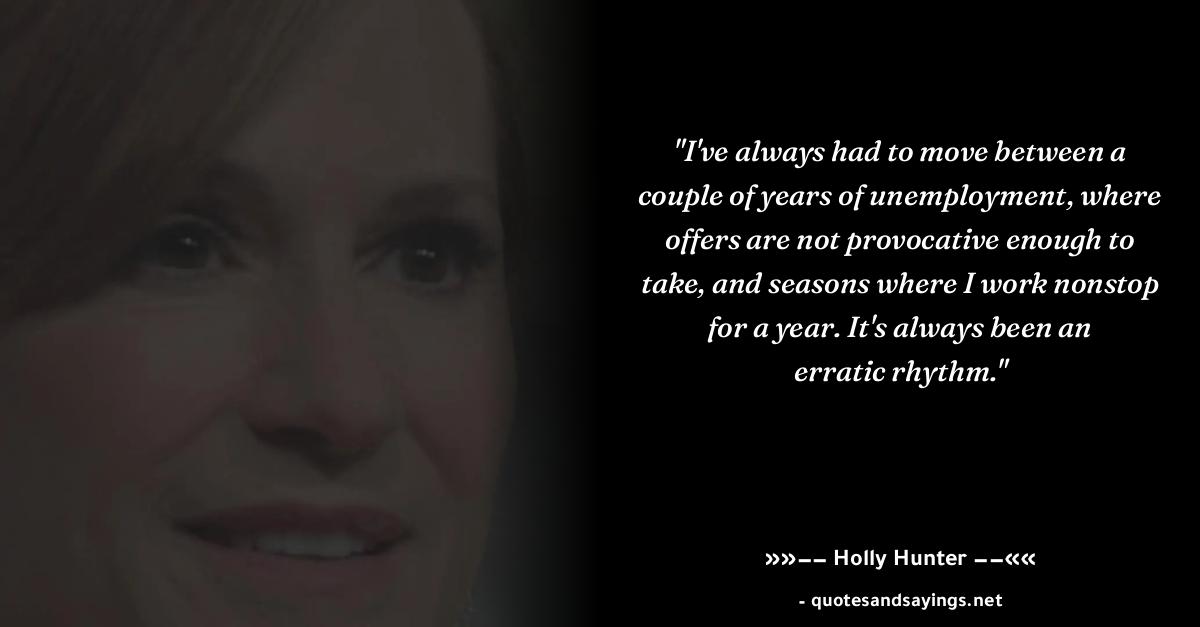 "I've always had to move between a
couple of years of unemployment, where
offers are not provocative enough to
take, and seasons where I work nonstop
for a year. It's always been an
erratic rhythm."
»»−− Holly Hunter −−««
- quotesandsayings.net